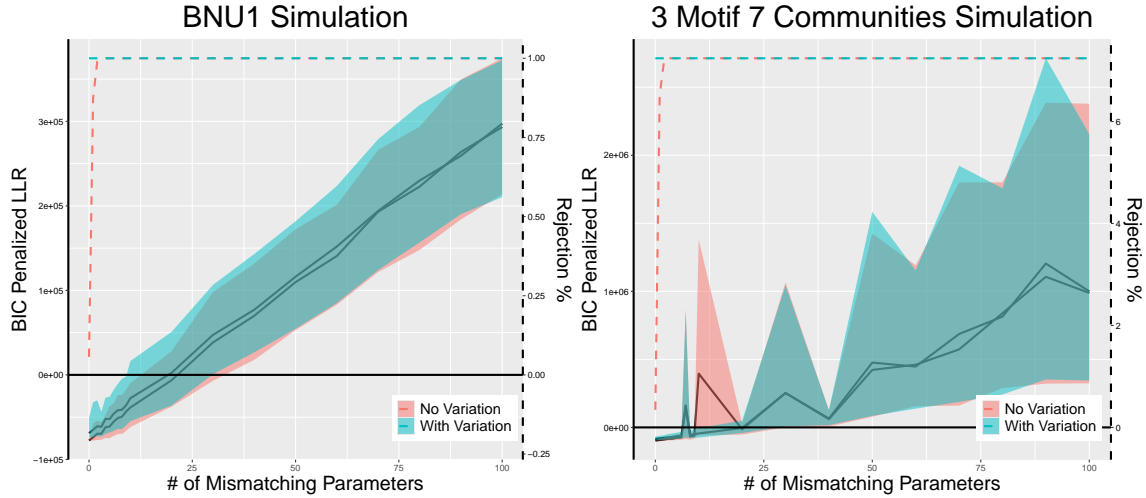 BNU1 Simulation
BIC Penalized LLR
3e+05
2e+05
1e+05
0e+00
−1e+05
1.00
0.75
0.50
0.25
0.00
−0.25
Rejection %
No Variation
With Variation
0
25
50
75
100
# of Mismatching Parameters
3 Motif 7 Communities Simulation
BIC Penalized LLR
2e+06
1e+06
0e+00
6
4
2
0
Rejection %
No Variation
With Variation
0
25
50
75
100
# of Mismatching Parameters